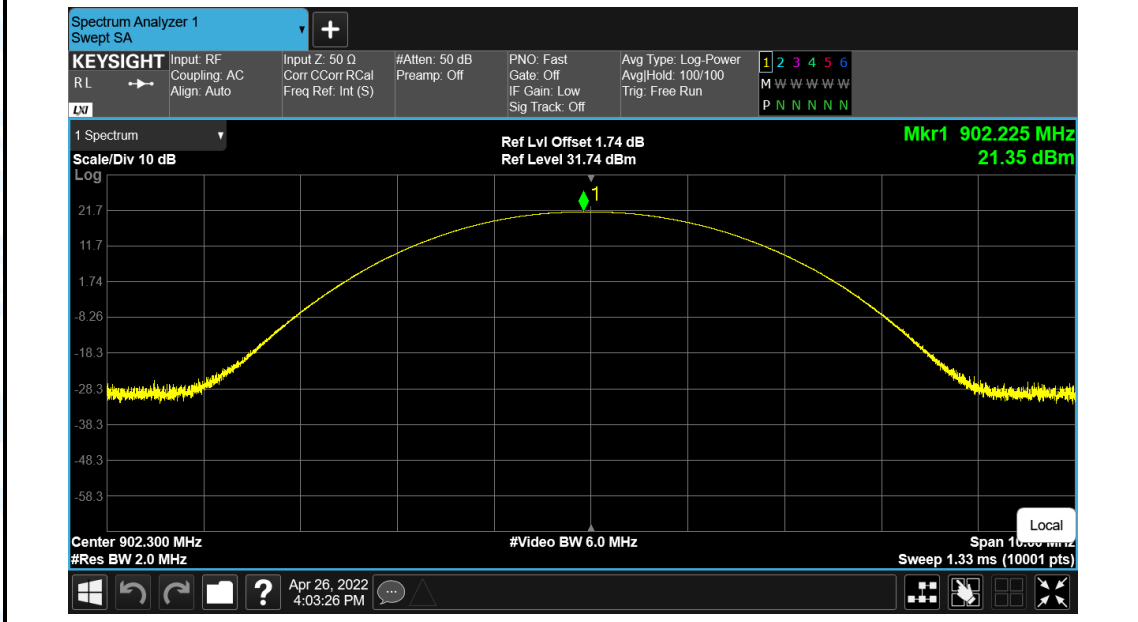 Spectrum Analyzer 1
Swept SA
KEYSIGHT
RL
LXI
Input: RF
Coupling: AC
Align: Auto
Input Z: 50 Ω
Corr CCorr RCal
Freq Ref: Int (S)
#Atten: 50 dB
Preamp: Off
PNO: Fast
Gate: Off
IF Gain: Low
Sig Track: Off
Avg Type: Log-Power
Avg|Hold: 100/100
Trig: Free Run
1 2 3 4 5 6
M W W W W W
P N N N N N
1 Spectrum
Scale/Div 10 dB
Log
Ref Lvl Offset 1.74 dB
Ref Level 31.74 dBm
Mkr1 902.225 MHz
21.35 dBm
1
21.7
11.7
1.74
-8.26
-18.3
-28.3
-38.3
-48.3
-58.3
Local
Center 902.300 MHz
#Video BW 6.0 MHz
Span
#Res BW 2.0 MHz
Sweep 1.33 ms (10001 pts)
?
Apr 26, 2022
4:03:26 PM